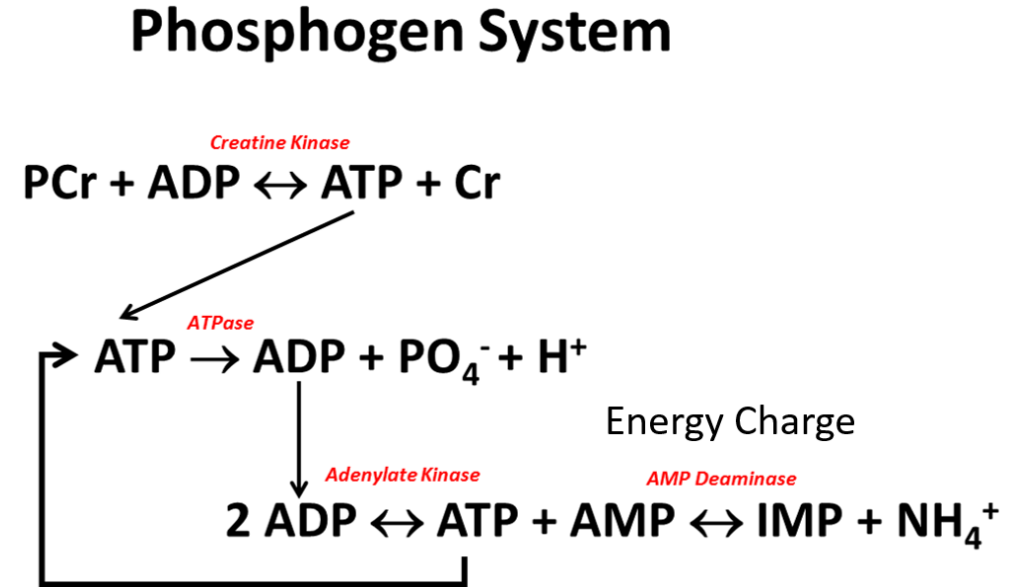 Phosphogen System
Creatine Kinase
PCr + ADP ↔ ATP + Cr
ATPase
ATP → ADP + PO₄⁻ + H⁺
Energy Charge
Adenylate Kinase AMP Deaminase
2 ADP ↔ ATP + AMP ↔ IMP + NH₄⁺